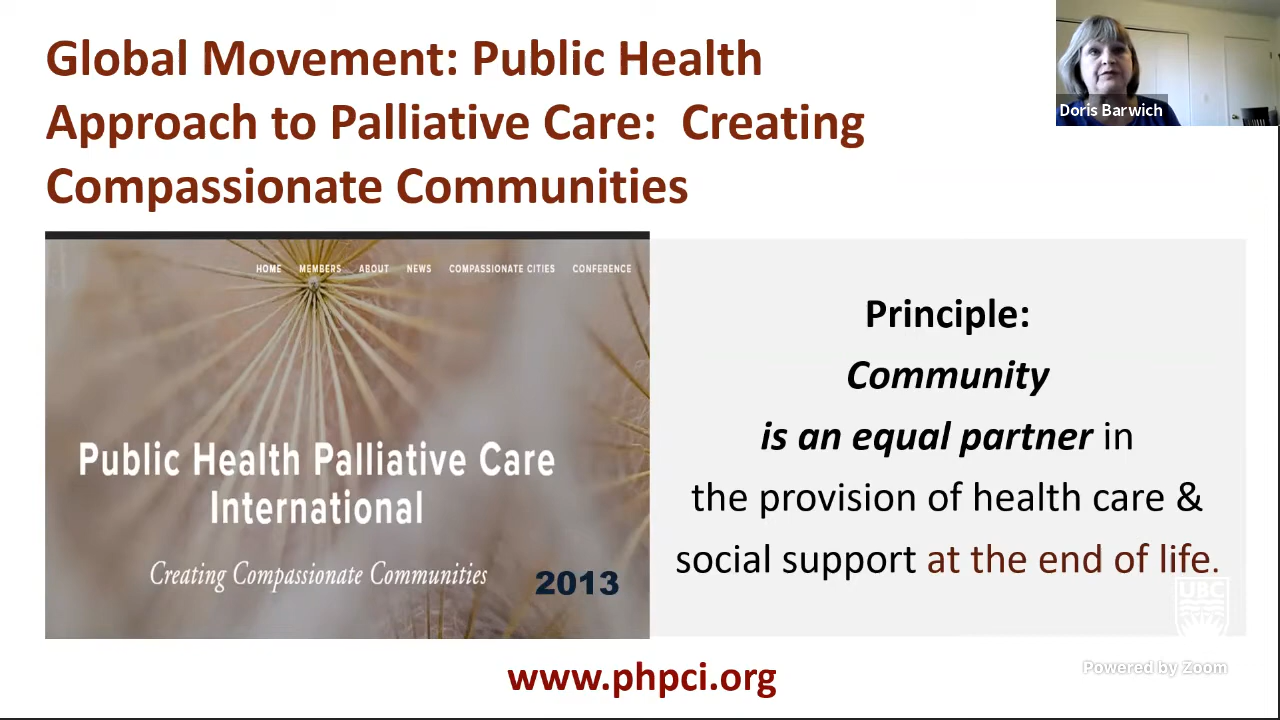 Global Movement: Public Health
Approach to Palliative Care: Creating
Compassionate Communities
Doris Barwich
HOME MEMBERS ABOUT NEWS COMPASSIONATE CITIES CONFERENCE
Public Health Palliative Care
International
Creating Compassionate Communities
2013
Principle:
Community
is an equal partner in
the provision of health care &
social support at the end of life.
UBC
Powered by Zoom
www.phpci.org